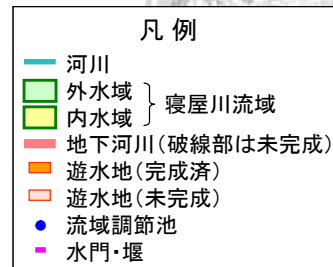 凡 例
河川
外水域
内水域
寝屋川流域
地下河川(破線部は未完成)
遊水地(完成済)
遊水地(未完成)
流域調節池
水門・堰